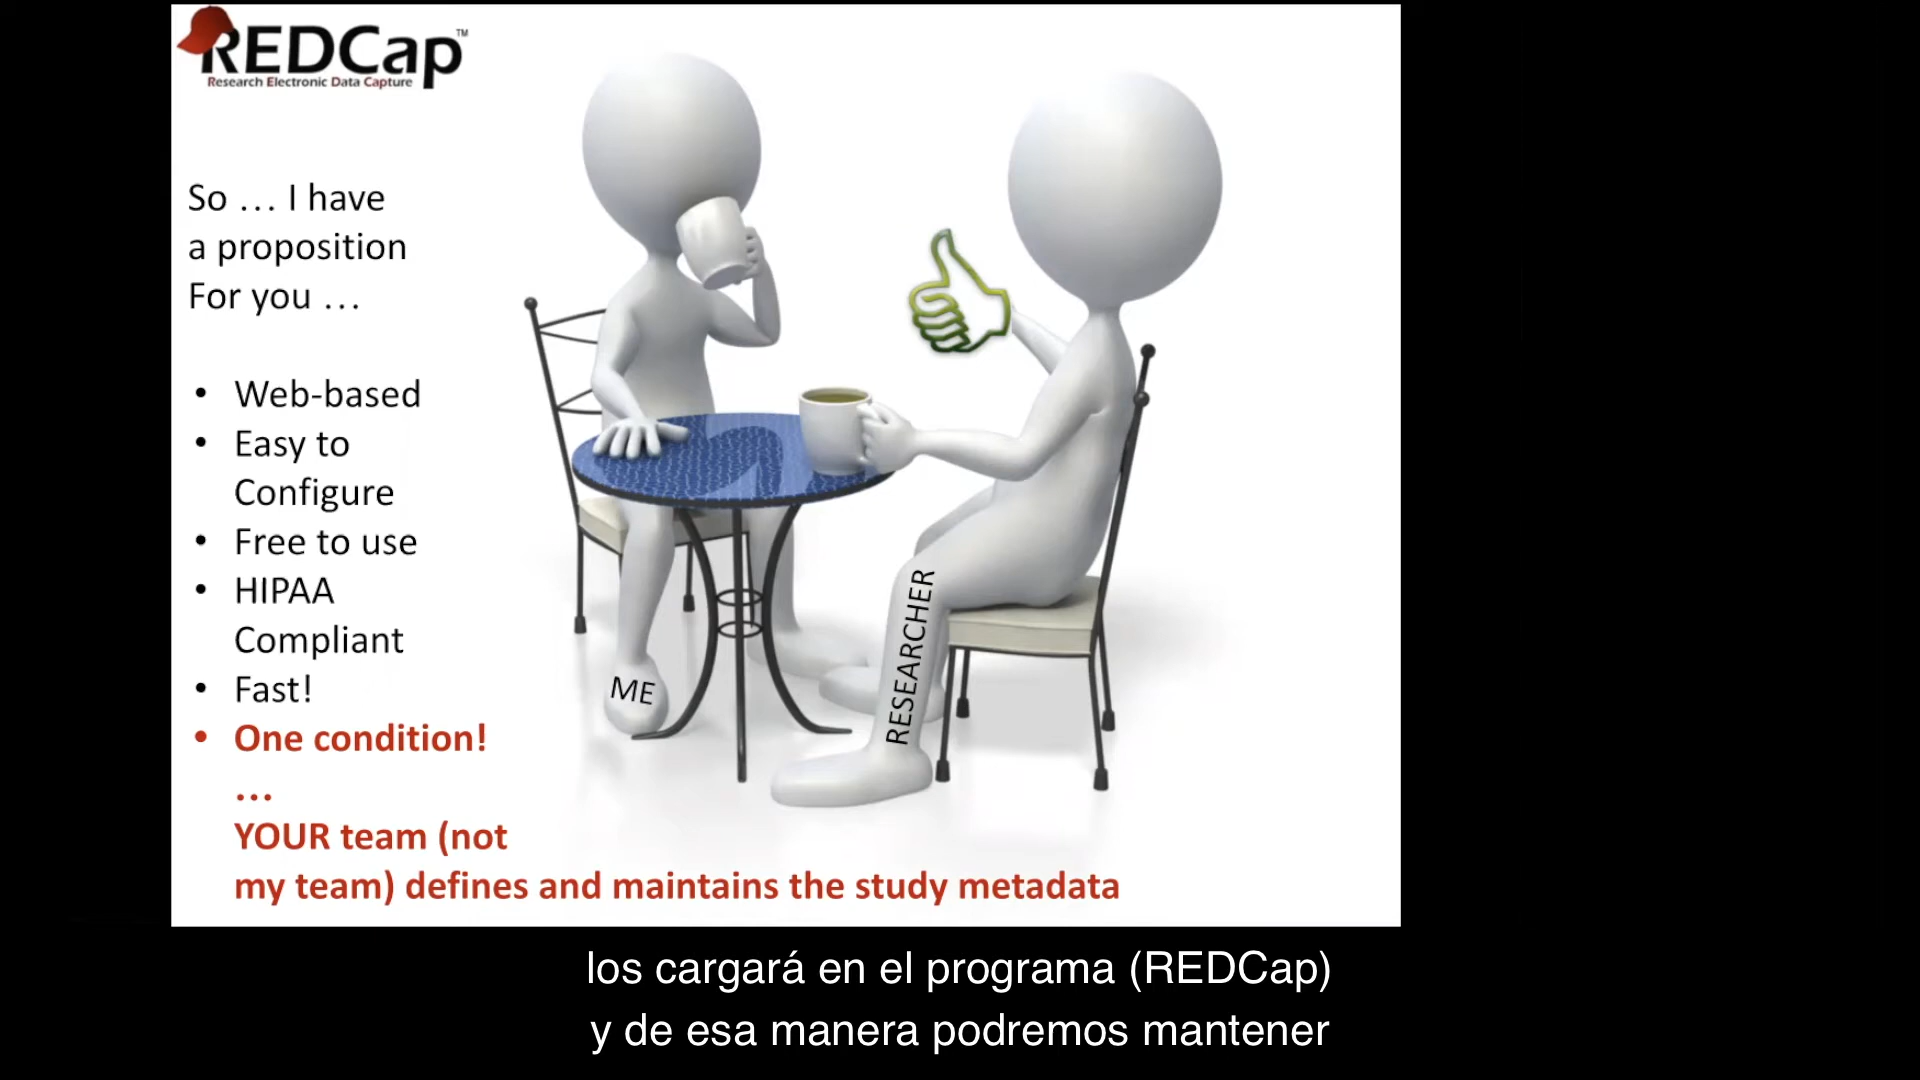 REDCap™
Research Electronic Data Capture
So … I have
a proposition
For you …
• Web-based
• Easy to
Configure
• Free to use
• HIPAA
Compliant
• Fast!
• One condition!
…
YOUR team (not
my team) defines and maintains the study metadata
ME
RESEARCHER
los cargará en el programa (REDCap)
y de esa manera podremos mantener